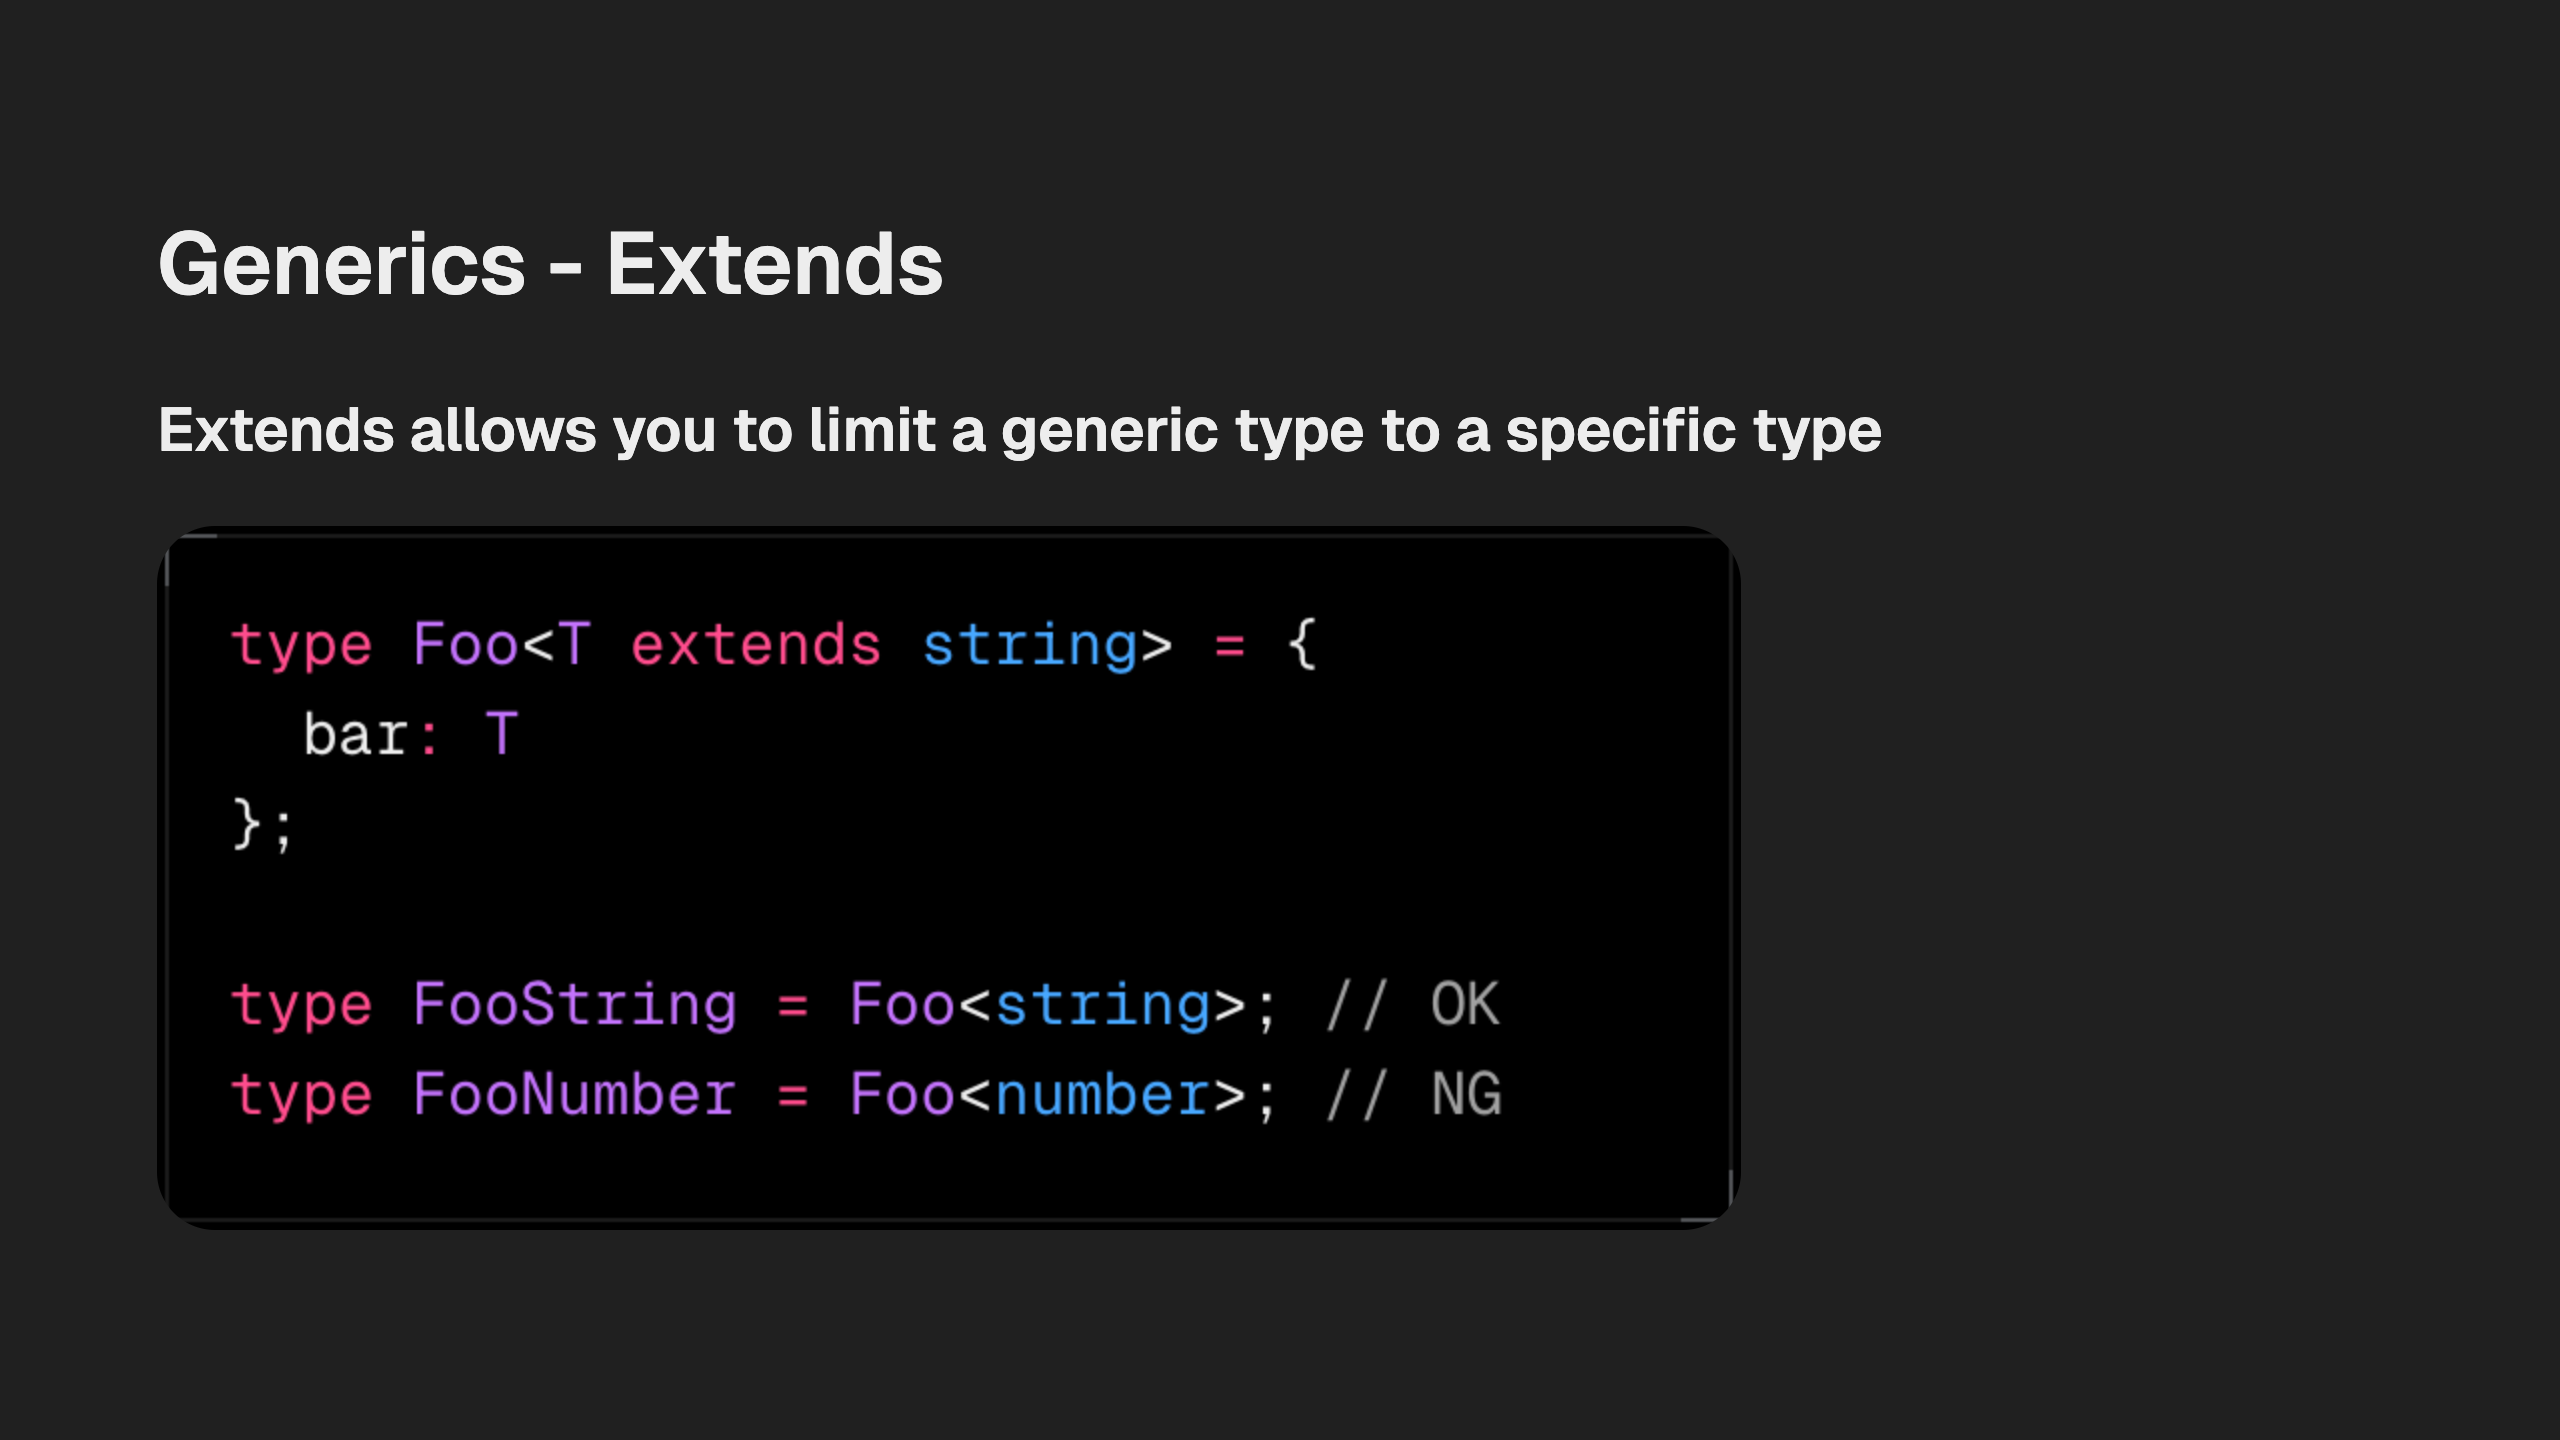 Generics - Extends
Extends allows you to limit a generic type to a specific type
type Foo<T extends string> = {
  bar: T
};
type FooString = Foo<string>; // OK
type FooNumber = Foo<number>; // NG